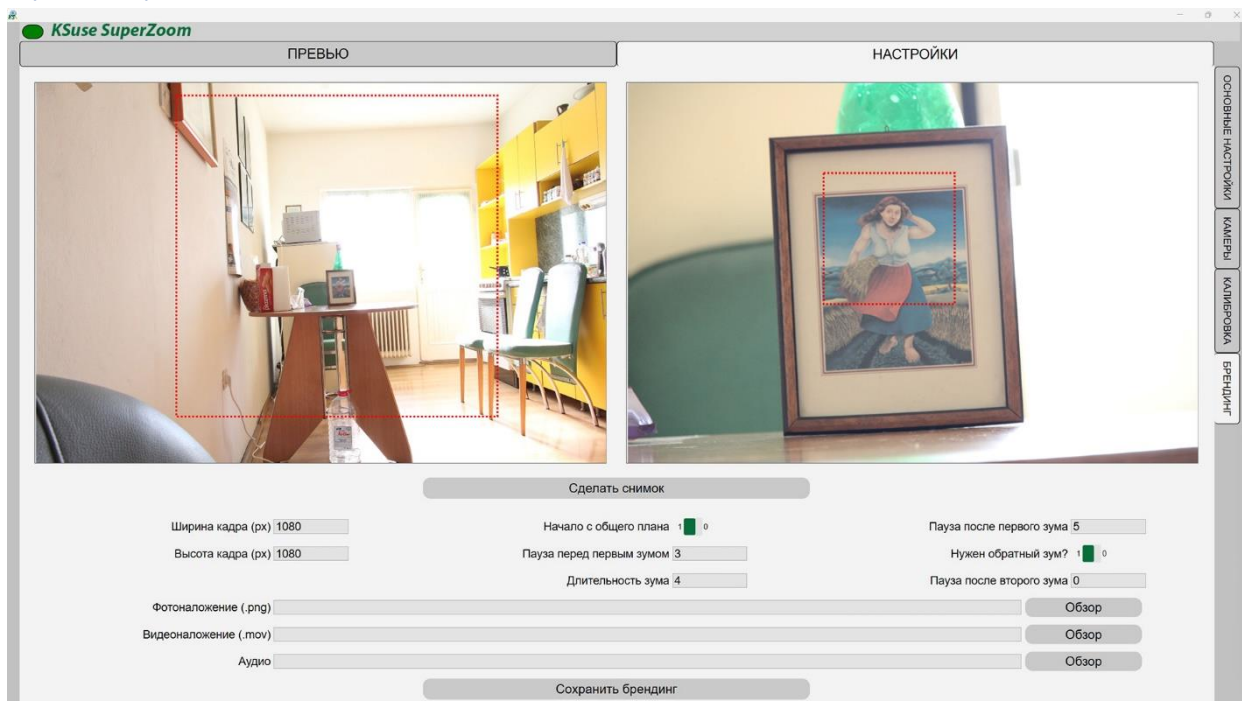 KSuse SuperZoom
ПРЕВЬЮ
НАСТРОЙКИ
ОСНОВНЫЕ НАСТРОЙКИ
КАМЕРЫ
КАЛИБРОВКА
БРЕНДИНГ
Сделать снимок
Ширина кадра (px) 1080
Начало с общего плана 1 0
Пауза после первого зума 5
Высота кадра (px) 1080
Пауза перед первым зумом 3
Нужен обратный зум? 1 0
Длительность зума 4
Пауза после второго зума 0
Фотоналожение (.png) Обзор
Видеоналожение (.mov) Обзор
Аудио Обзор
Сохранить брендинг